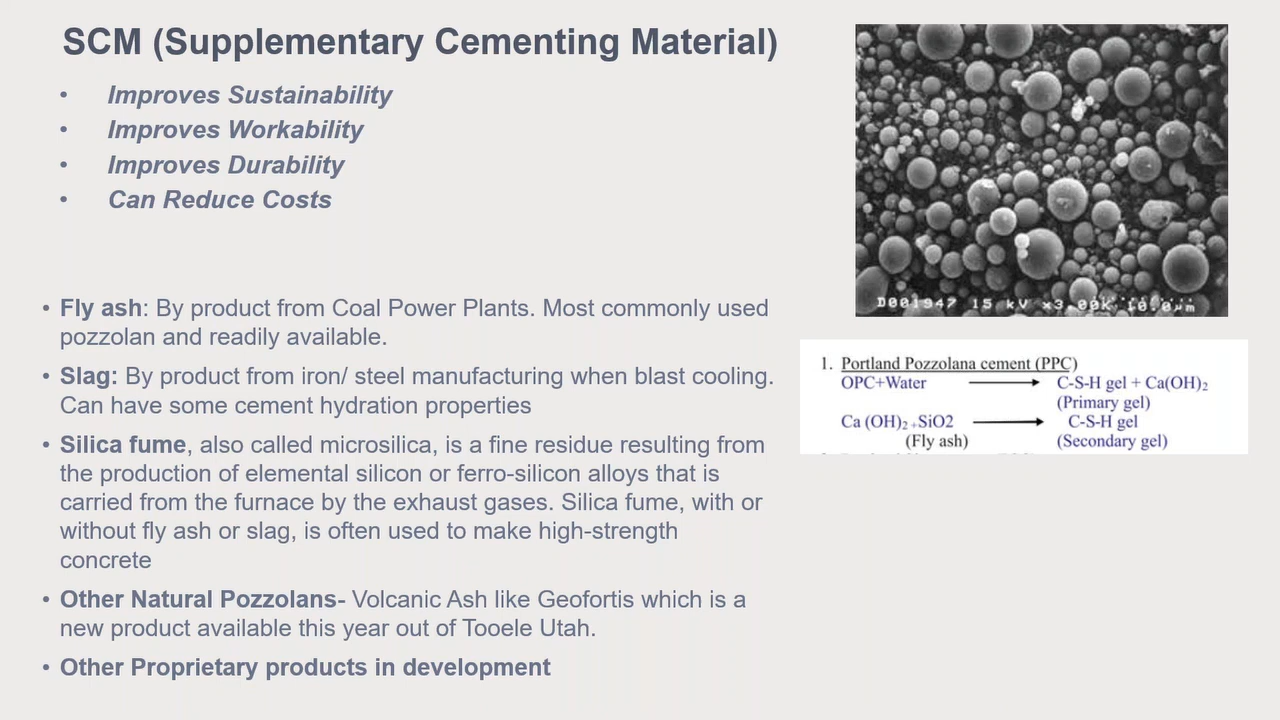 SCM (Supplementary Cementing Material)
• Improves Sustainability
• Improves Workability
• Improves Durability
• Can Reduce Costs
• Fly ash: By product from Coal Power Plants. Most commonly used
pozzolan and readily available.
• Slag: By product from iron/ steel manufacturing when blast cooling.
Can have some cement hydration properties
• Silica fume, also called microsilica, is a fine residue resulting from
the production of elemental silicon or ferro-silicon alloys that is
carried from the furnace by the exhaust gases. Silica fume, with or
without fly ash or slag, is often used to make high-strength
concrete
• Other Natural Pozzolans- Volcanic Ash like Geofortis which is a
new product available this year out of Tooele Utah.
• Other Proprietary products in development
D001947 15 kV x3.00K 10.0µm
1. Portland Pozzolana cement (PPC)
OPC+Water ⟶ C-S-H gel + Ca(OH)₂
(Primary gel)
Ca (OH)₂ +SiO2 ⟶ C-S-H gel
(Fly ash) (Secondary gel)